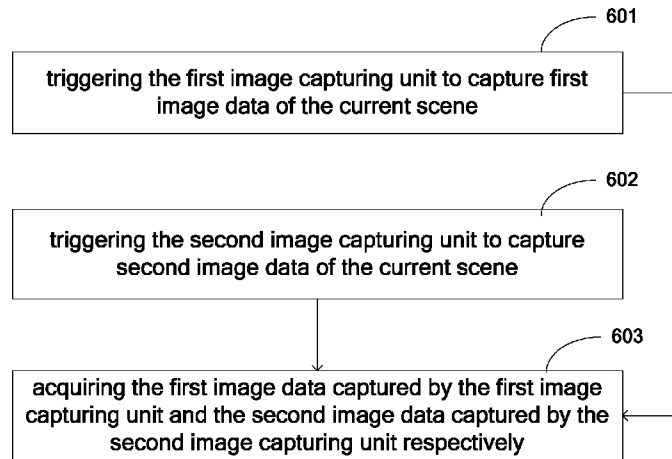 601
triggering the first image capturing unit to capture first
image data of the current scene
602
triggering the second image capturing unit to capture
second image data of the current scene
603
acquiring the first image data captured by the first image
capturing unit and the second image data captured by the
second image capturing unit respectively